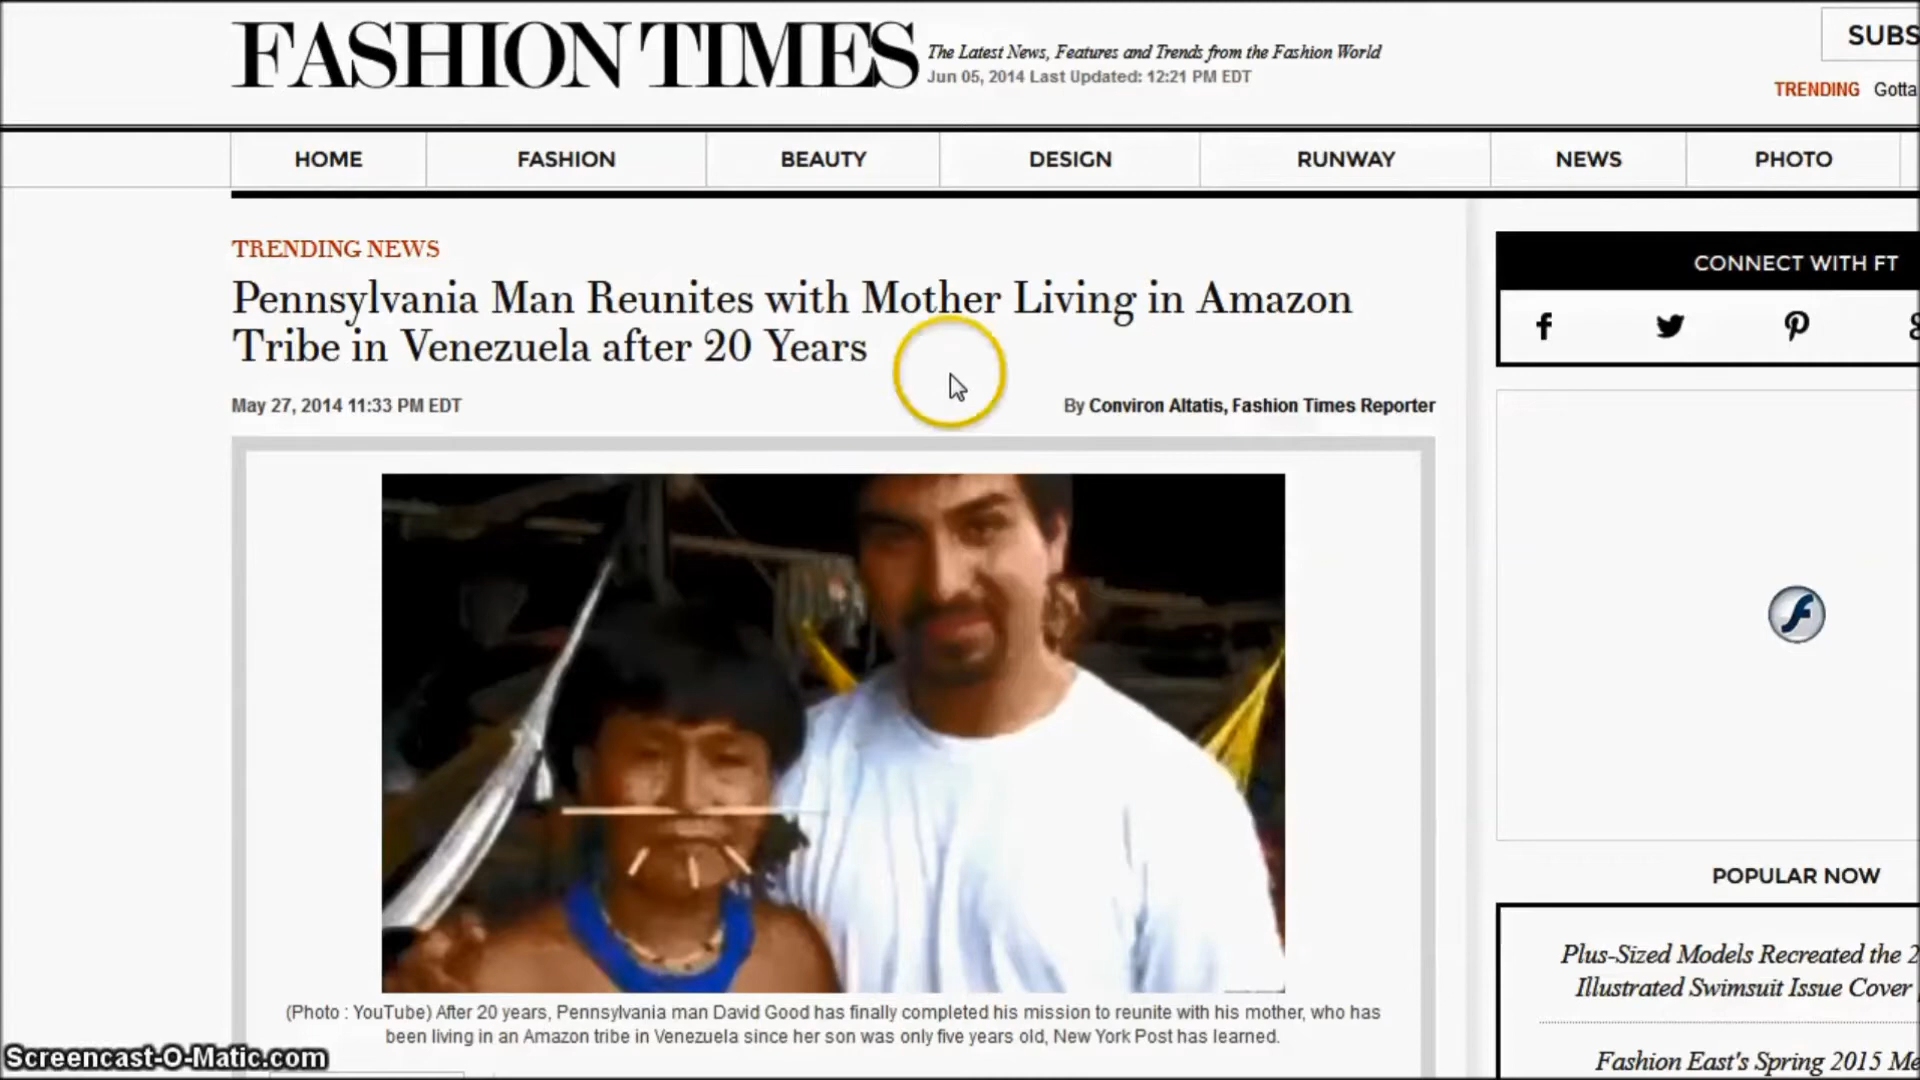 FASHION TIMES
The Latest News, Features and Trends from the Fashion World
Jun 05, 2014 Last Updated: 12:21 PM EDT
SUBS
TRENDING Gotta
HOME
FASHION
BEAUTY
DESIGN
RUNWAY
NEWS
PHOTO
TRENDING NEWS
Pennsylvania Man Reunites with Mother Living in Amazon
Tribe in Venezuela after 20 Years
May 27, 2014 11:33 PM EDT
By Conviron Altatis, Fashion Times Reporter
(Photo : YouTube) After 20 years, Pennsylvania man David Good has finally completed his mission to reunite with his mother, who has
been living in an Amazon tribe in Venezuela since her son was only five years old, New York Post has learned.
CONNECT WITH FT
POPULAR NOW
Plus-Sized Models Recreated the 2
Illustrated Swimsuit Issue Cover
Fashion East's Spring 2015 Me
Screencast-O-Matic.com